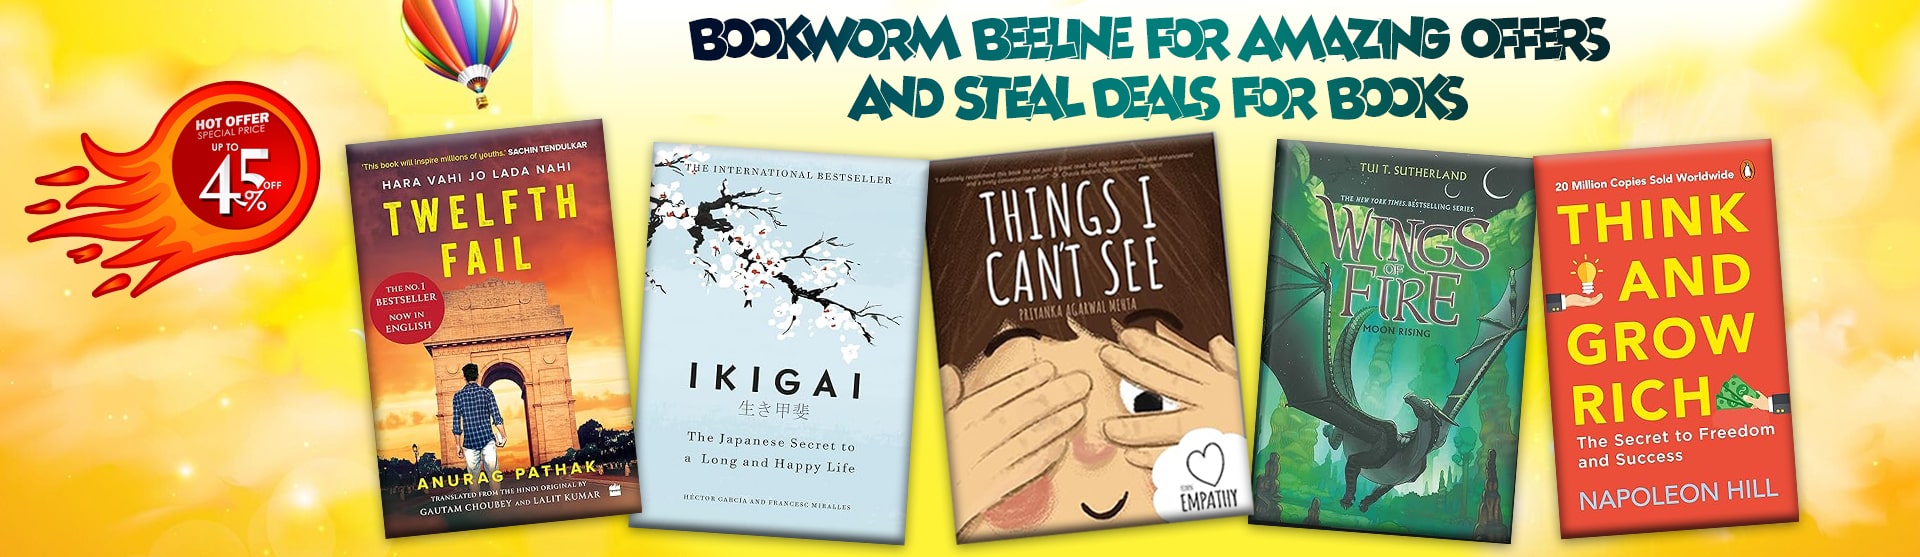 BOOKWORM BEELINE FOR AMAZING OFFERS
AND STEAL DEALS FOR BOOKS
HOT OFFER
SPECIAL PRICE
UP TO
45% OFF
'This book will inspire millions of youths.' SACHIN TENDULKAR
HARA VAHI JO LADA NAHI
TWELFTH
FAIL
THE NO.1
BESTSELLER
NOW IN
ENGLISH
ANURAG PATHAK
TRANSLATED FROM THE HINDI ORIGINAL BY
GAUTAM CHOUBEY AND LALIT KUMAR
THE INTERNATIONAL BESTSELLER
IKIGAI
生き甲斐
The Japanese Secret to
a Long and Happy Life
HÉCTOR GARCÍA AND FRANCESC MIRALLES
THINGS I
CAN'T SEE
PRIYANKA AGARWAL MEHTA
EMPATHY
TUI T. SUTHERLAND
THE NEW YORK TIMES BESTSELLING SERIES
WINGS
OF
FIRE
MOON RISING
20 Million Copies Sold Worldwide
THINK
AND
GROW
RICH
The Secret to Freedom
and Success
NAPOLEON HILL